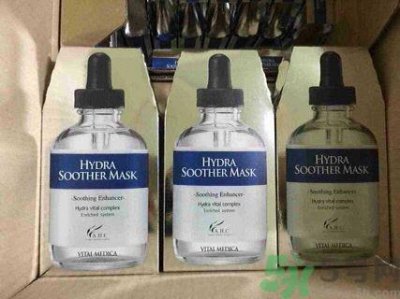 HYDRA
SOOTHER MASK
-Soothing Enhancer-
Hydra vital complex
Enriched system
A.H.C
VITAL MEDICA
HYDRA
SOOTHER MASK
-Soothing Enhancer-
Hydra vital complex
Enriched system
A.H.C
VITAL MEDICA
HYDRA
SOOTHER MASK
-Soothing Enhancer-
Hydra vital complex
Enriched system
A.H.C
VITAL MEDICA